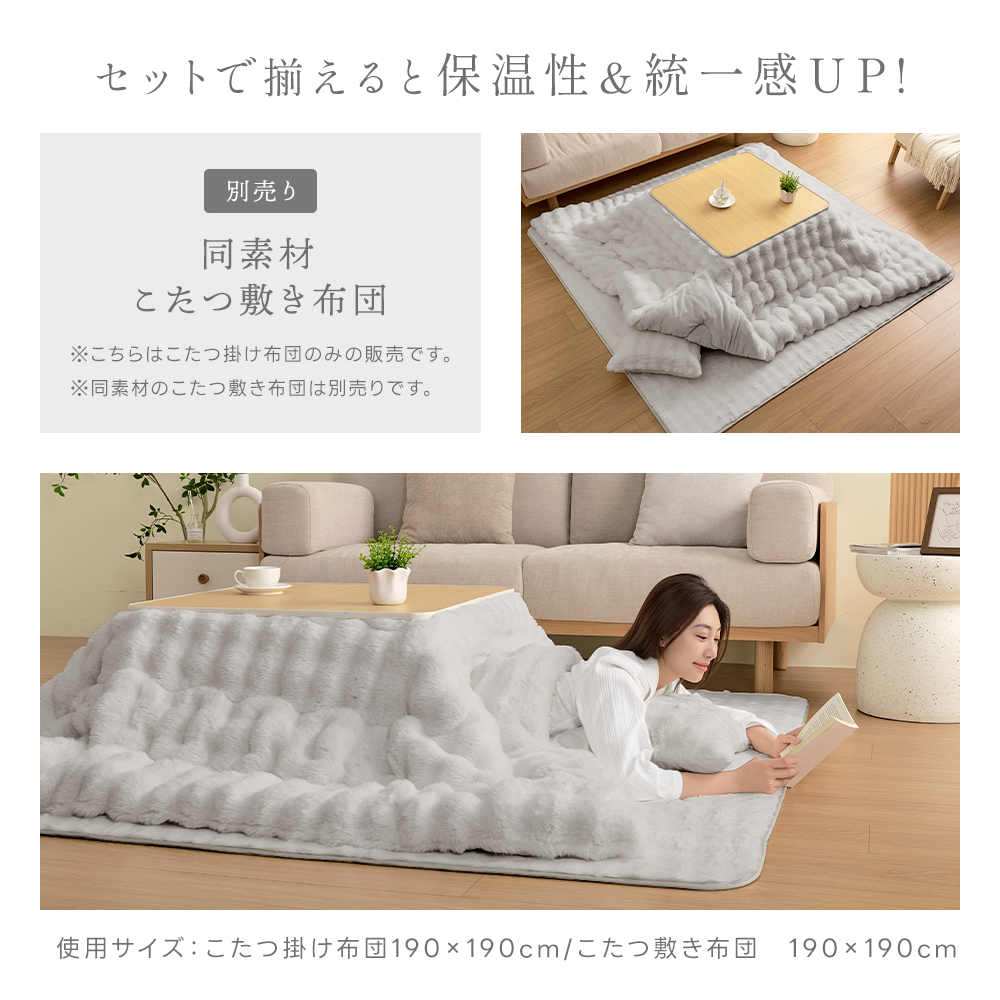 セットで揃えると保温性&統一感UP!
別売り
同素材
こたつ敷き布団
※こちらはこたつ掛け布団のみの販売です。
※同素材のこたつ敷き布団は別売りです。
使用サイズ：こたつ掛け布団190×190cm/こたつ敷き布団　190×190cm